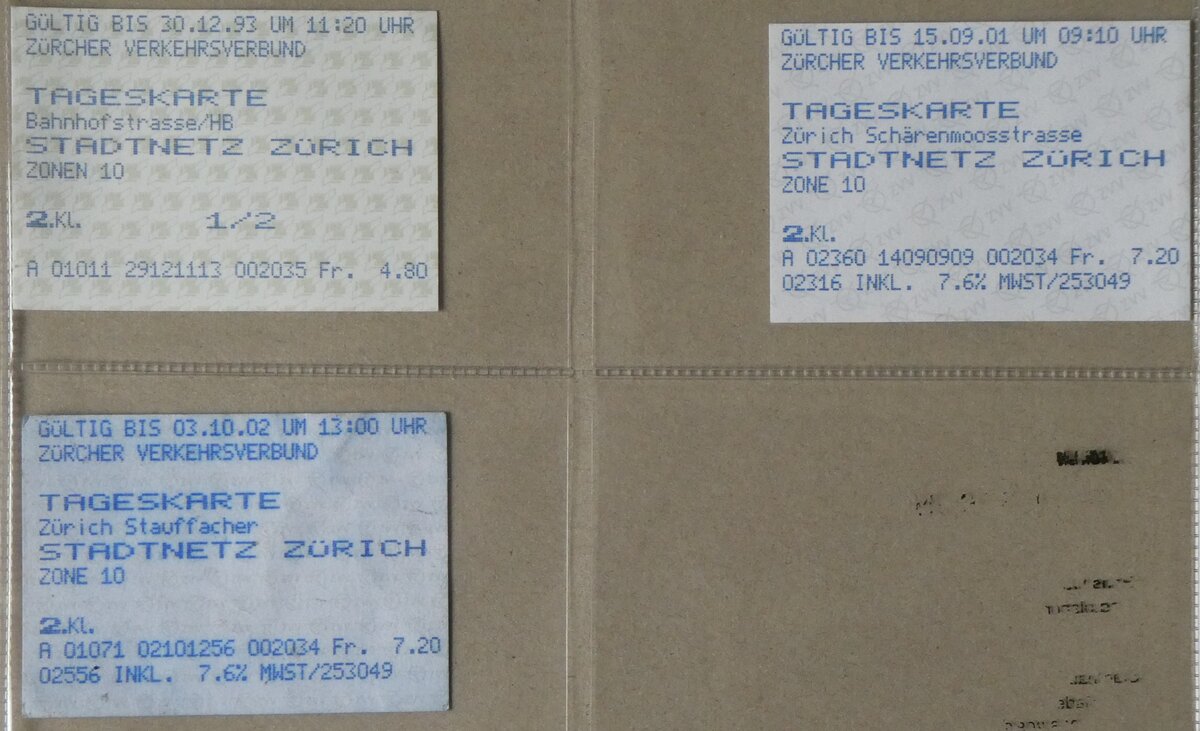 GÜLTIG BIS 30.12.93 UM 11:20 UHR
ZÜRCHER VERKEHRSVERBUND
TAGESKARTE
Bahnhofstrasse/HB
STADTNETZ ZÜRICH
ZONEN 10
2.Kl. 1/2
A 01011 29121113 002035 Fr. 4.80
GÜLTIG BIS 15.09.01 UM 09:10 UHR
ZÜRCHER VERKEHRSVERBUND
TAGESKARTE
Zürich Schärenmoosstrasse
STADTNETZ ZÜRICH
ZONE 10
2.Kl.
A 02360 14090909 002034 Fr. 7.20
02316 INKL. 7.6% MWST/253049
GÜLTIG BIS 03.10.02 UM 13:00 UHR
ZÜRCHER VERKEHRSVERBUND
TAGESKARTE
Zürich Stauffacher
STADTNETZ ZÜRICH
ZONE 10
2.Kl.
A 01071 02101256 002034 Fr. 7.20
02556 INKL. 7.6% MWST/253049